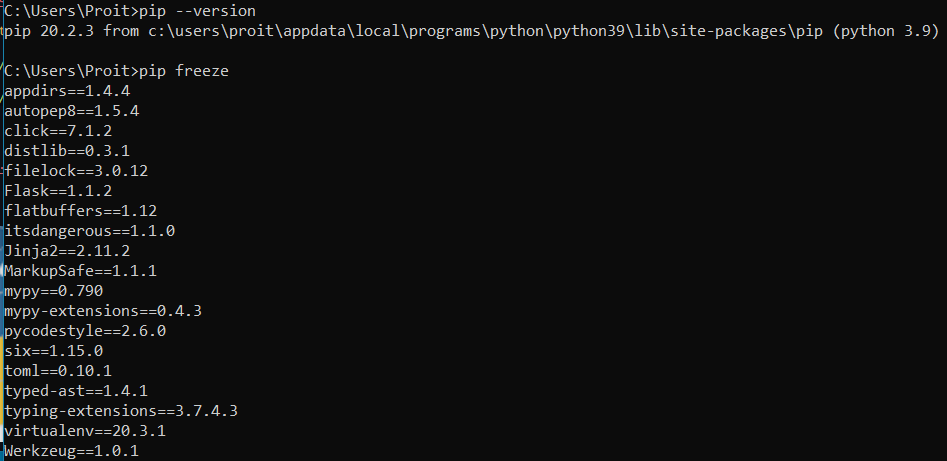 C:\Users\Proit>pip --version
pip 20.2.3 from c:\users\proit\appdata\local\programs\python\python39\lib\site-packages\pip (python 3.9)
C:\Users\Proit>pip freeze
appdirs==1.4.4
autopep8==1.5.4
click==7.1.2
distlib==0.3.1
filelock==3.0.12
Flask==1.1.2
flatbuffers==1.12
itsdangerous==1.1.0
Jinja2==2.11.2
MarkupSafe==1.1.1
mypy==0.790
mypy-extensions==0.4.3
pycodestyle==2.6.0
six==1.15.0
toml==0.10.1
typed-ast==1.4.1
typing-extensions==3.7.4.3
virtualenv==20.3.1
Werkzeug==1.0.1